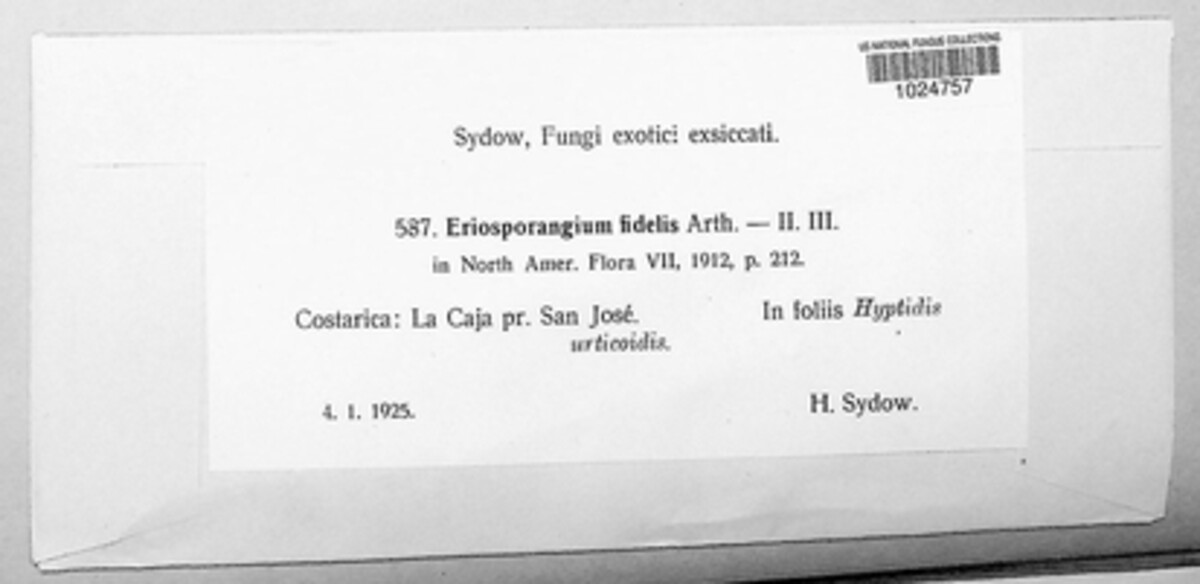 US NATIONAL FUNGUS COLLECTIONS
1024757
Sydow, Fungi exotici exsiccati.
587. Eriosporangium fidelis Arth. — II. III.
in North Amer. Flora VII, 1912, p. 212.
Costarica: La Caja pr. San José. In foliis Hyptidis
urticoidis.
4. 1. 1925. H. Sydow.